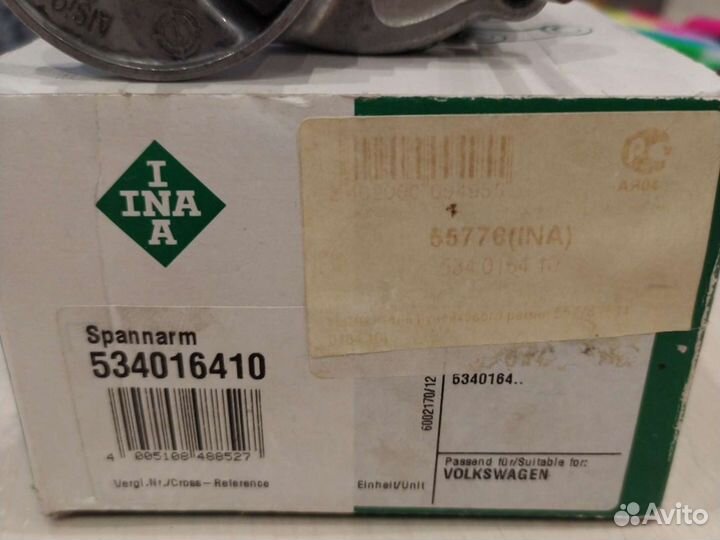 I
INA
A
55776(INA)
534 0164 10
Spannarm
534016410
4 005108 488527
Vergl.Nr./Cross-Reference
Einheit/Unit
6002170/12
5340164..
Passend für/Suitable for:
VOLKSWAGEN
Avito